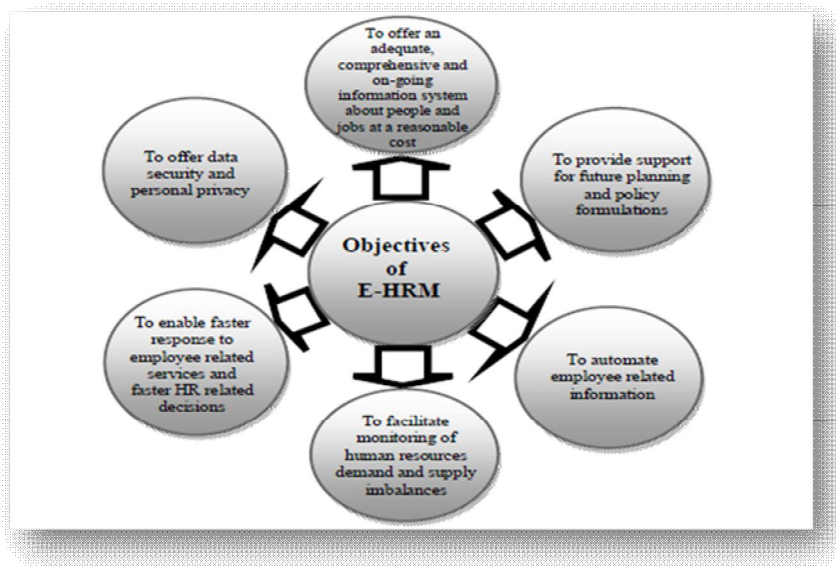 To offer an
adequate,
comprehensive and
on-going
information system
about people and
jobs at a reasonable
cost
To provide support
for future planning
and policy
formulations
To automate
employee related
information
To facilitate
monitoring of
human resources
demand and supply
imbalances
To enable faster
response to
employee related
services and
faster HR related
decisions
To offer data
security and
personal privacy
Objectives
of
E-HRM